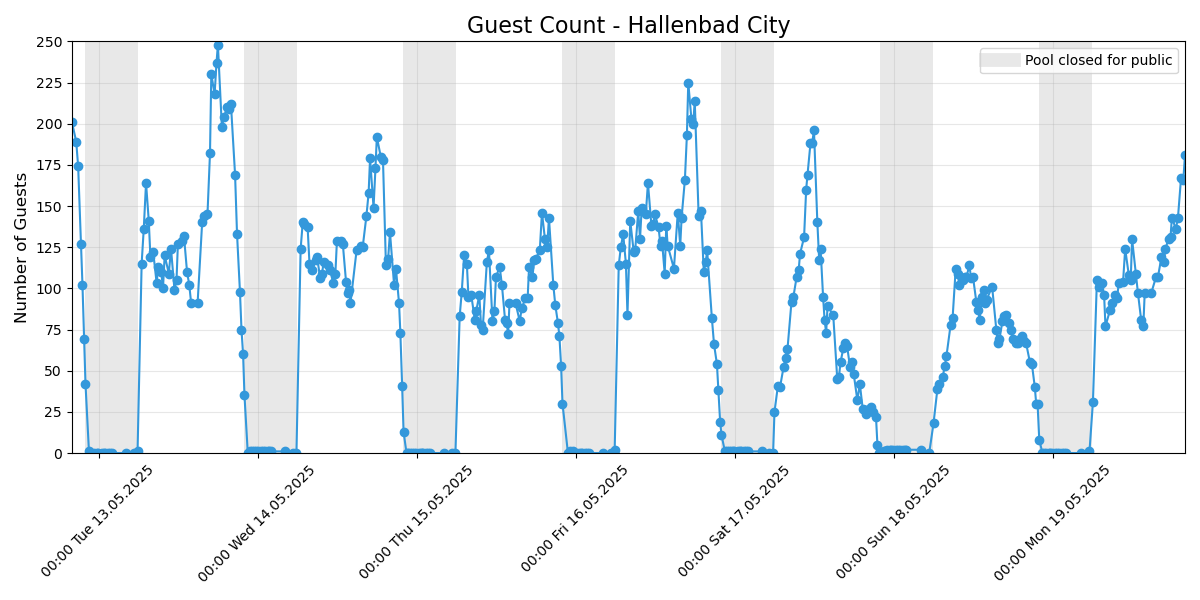 Guest Count - Hallenbad City
Pool closed for public
Number of Guests
250
225
200
175
150
125
100
75
50
25
0
00:00 Tue 13.05.2025
00:00 Wed 14.05.2025
00:00 Thu 15.05.2025
00:00 Fri 16.05.2025
00:00 Sat 17.05.2025
00:00 Sun 18.05.2025
00:00 Mon 19.05.2025